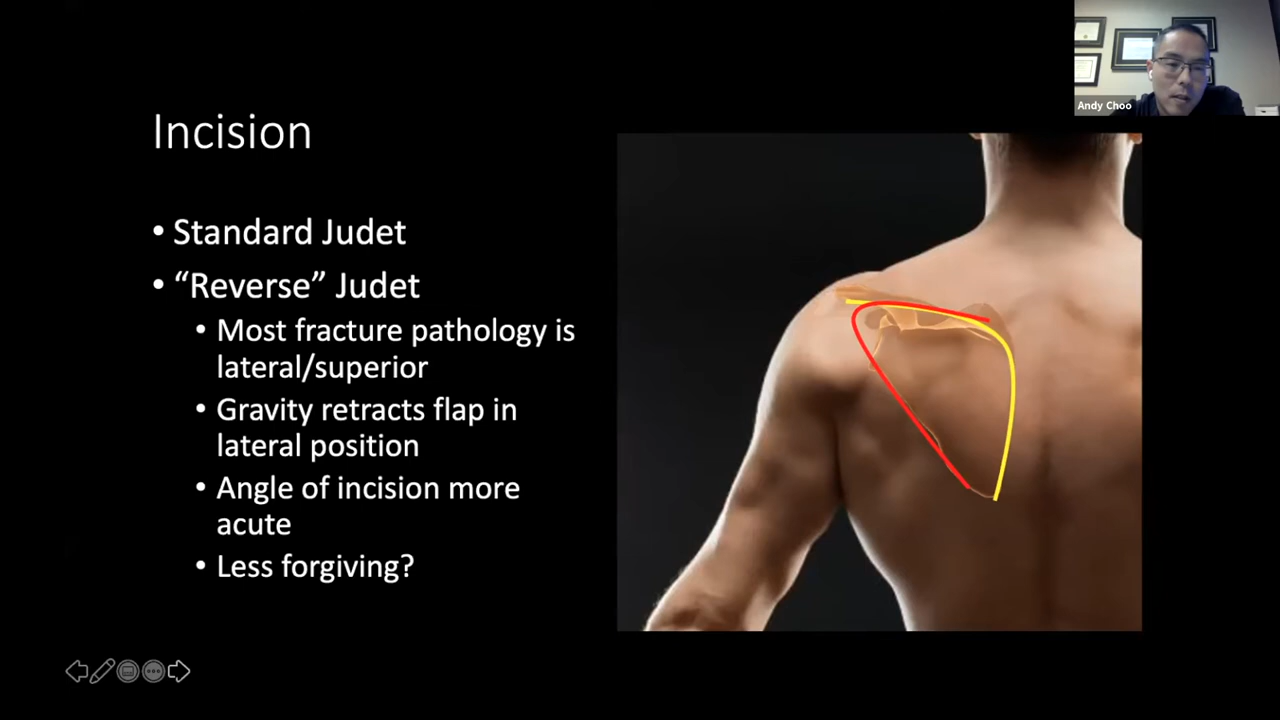 Andy Choo
Incision
• Standard Judet
• “Reverse” Judet
• Most fracture pathology is
lateral/superior
• Gravity retracts flap in
lateral position
• Angle of incision more
acute
• Less forgiving?